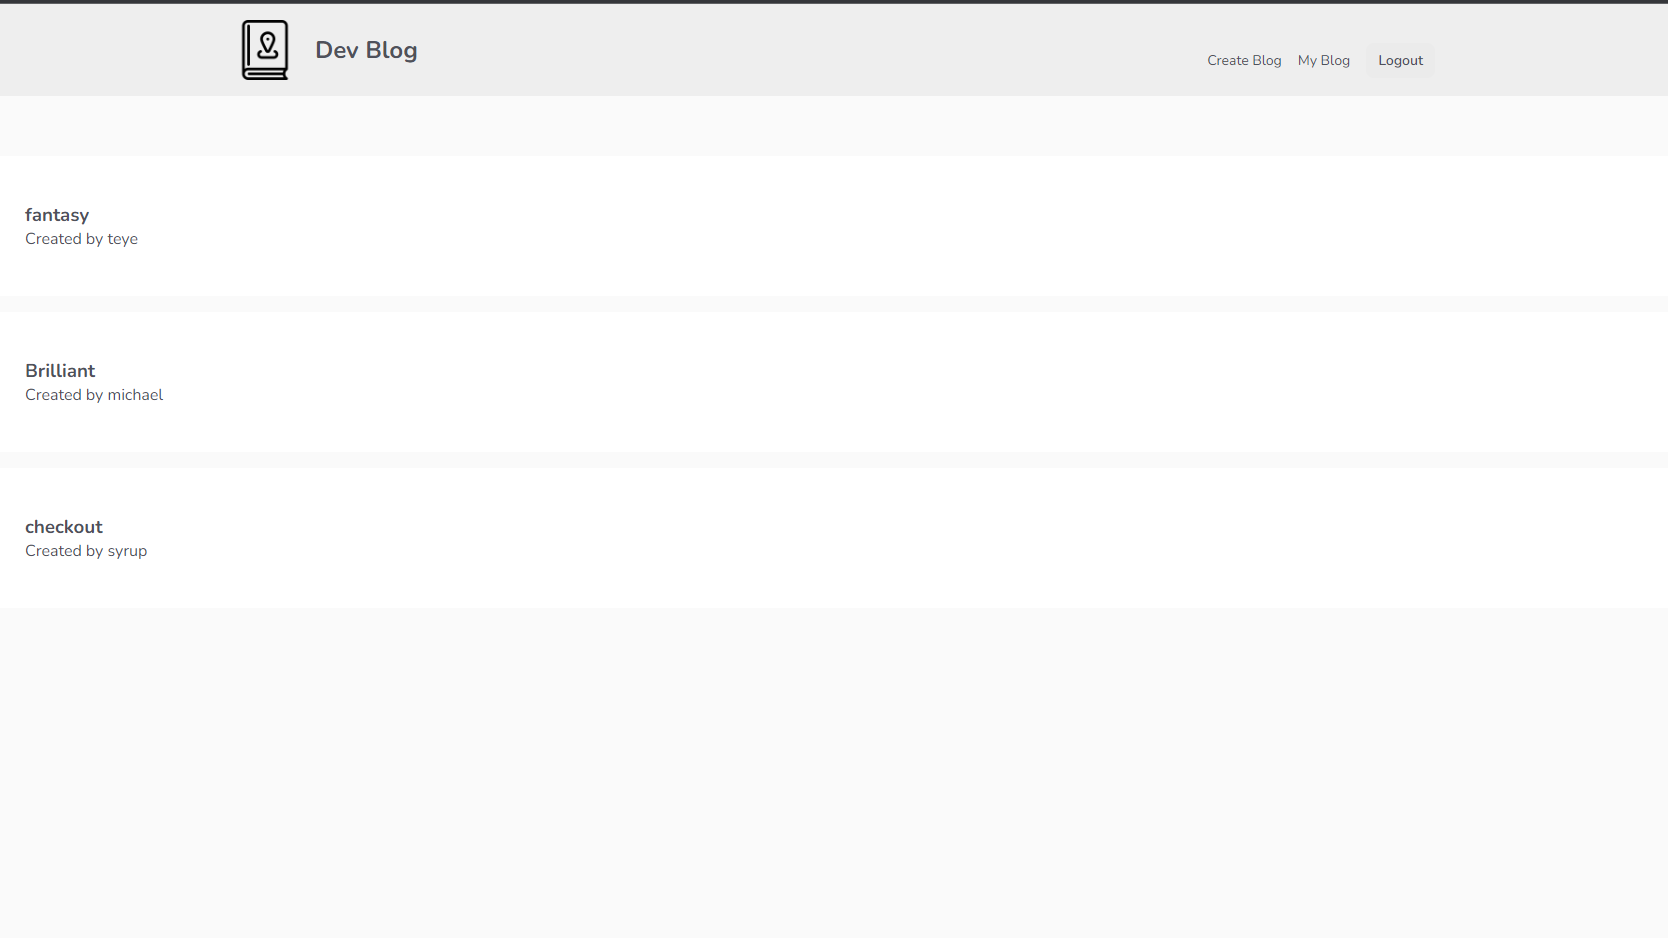 Dev Blog
Create Blog My Blog Logout
fantasy
Created by teye
Brilliant
Created by michael
checkout
Created by syrup